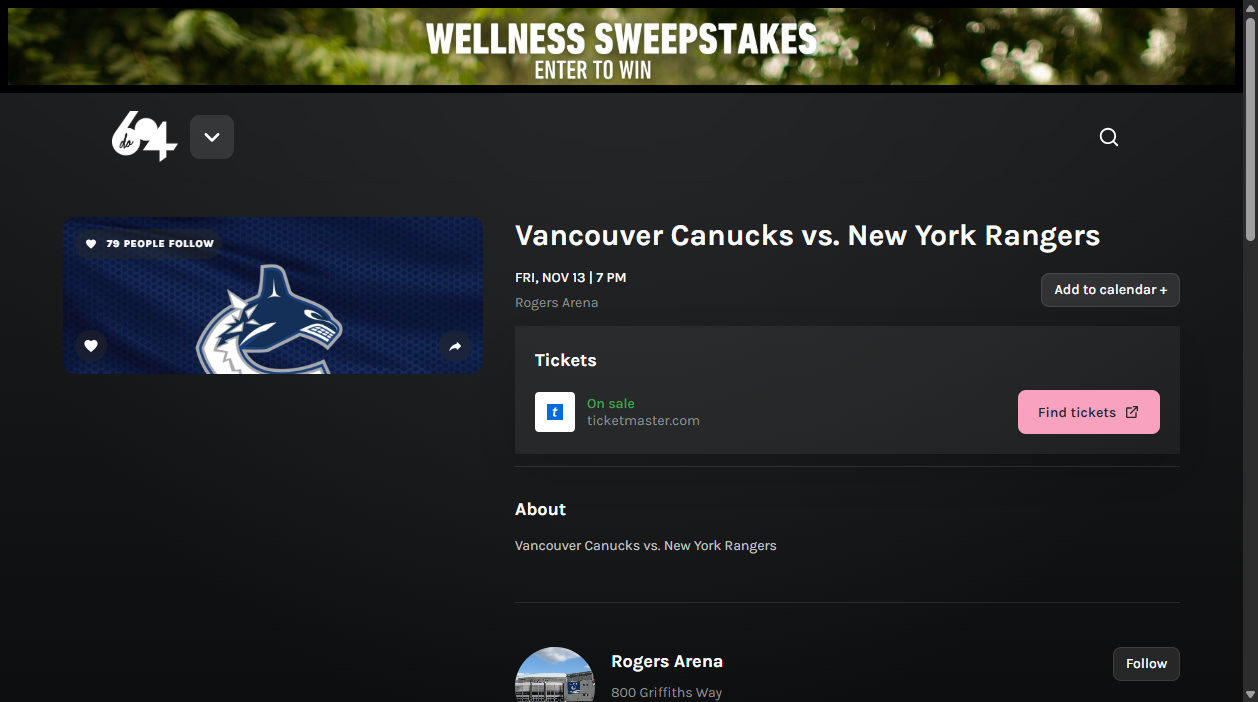 WELLNESS SWEEPSTAKES
ENTER TO WIN
do 604
79 PEOPLE FOLLOW
Vancouver Canucks vs. New York Rangers
FRI, NOV 13 | 7 PM
Rogers Arena
Add to calendar +
Tickets
t
On sale
ticketmaster.com
Find tickets
About
Vancouver Canucks vs. New York Rangers
Rogers Arena
800 Griffiths Way
Follow